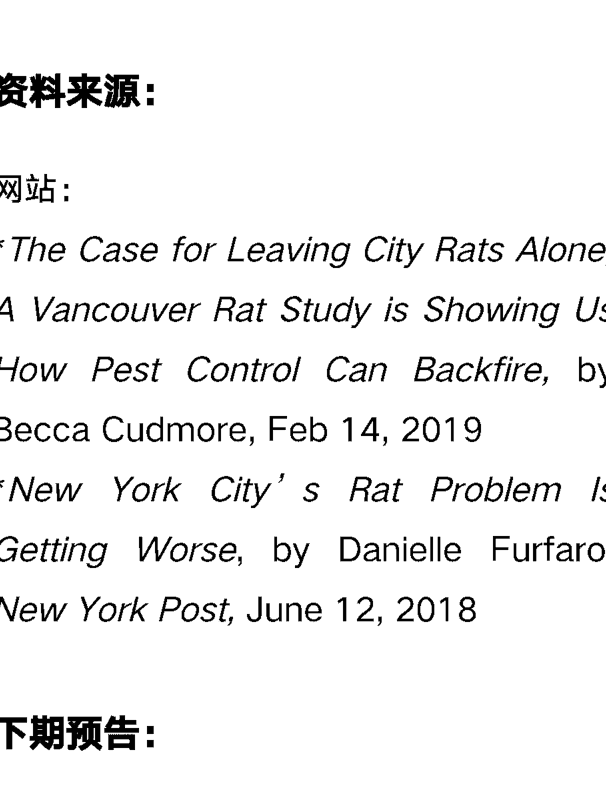 资料来源：
网站：
*The Case for Leaving City Rats Alone,
A Vancouver Rat Study is Showing Us
How Pest Control Can Backfire, by
Becca Cudmore, Feb 14, 2019
*New York City’s Rat Problem Is
Getting Worse, by Danielle Furfaro,
New York Post, June 12, 2018
下期预告：